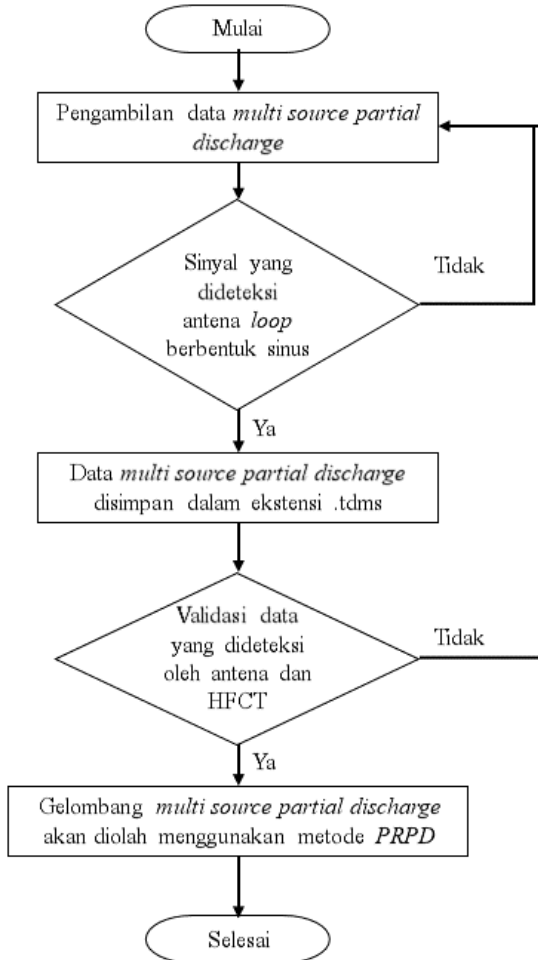 Mulai
Pengambilan data multi source partial
discharge
Sinyal yang
dideteksi
antena loop
berbentuk sinus
Tidak
Ya
Data multi source partial discharge
disimpan dalam ekstensi .tdms
Validasi data
yang dideteksi
oleh antena dan
HFCT
Tidak
Ya
Gelombang multi source partial discharge
akan diolah menggunakan metode PRPD
Selesai